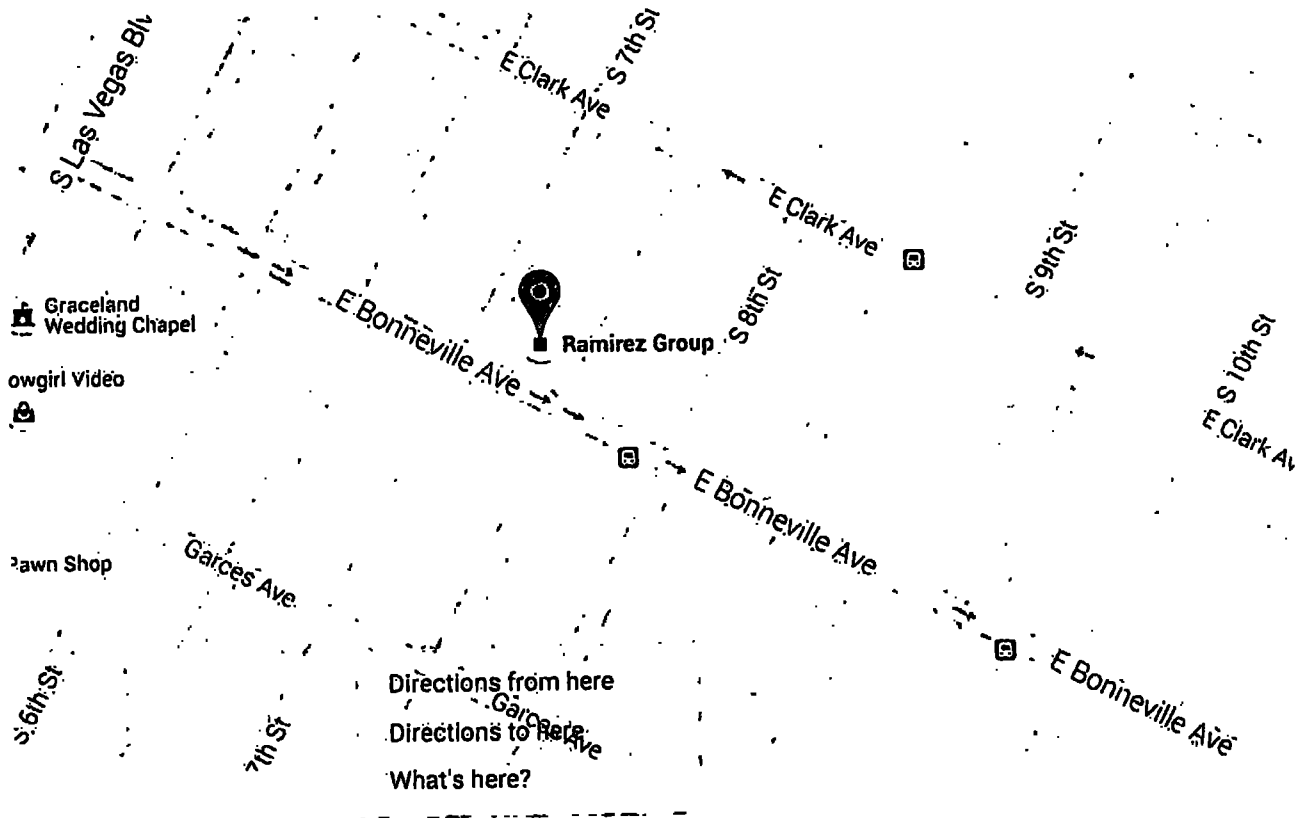 S Las Vegas Blv
E Clark Ave
S 7th St
E Clark Ave
S 9th St
S 8th St
Graceland
Wedding Chapel
E Bonneville Ave
Ramirez Group
S 10th St
owgirl Video
E Clark Av
E Bonneville Ave
Garces Ave
Pawn Shop
S 6th St
7th St
Directions from here
Garces Ave
Directions to here
What's here?
E Bonneville Ave